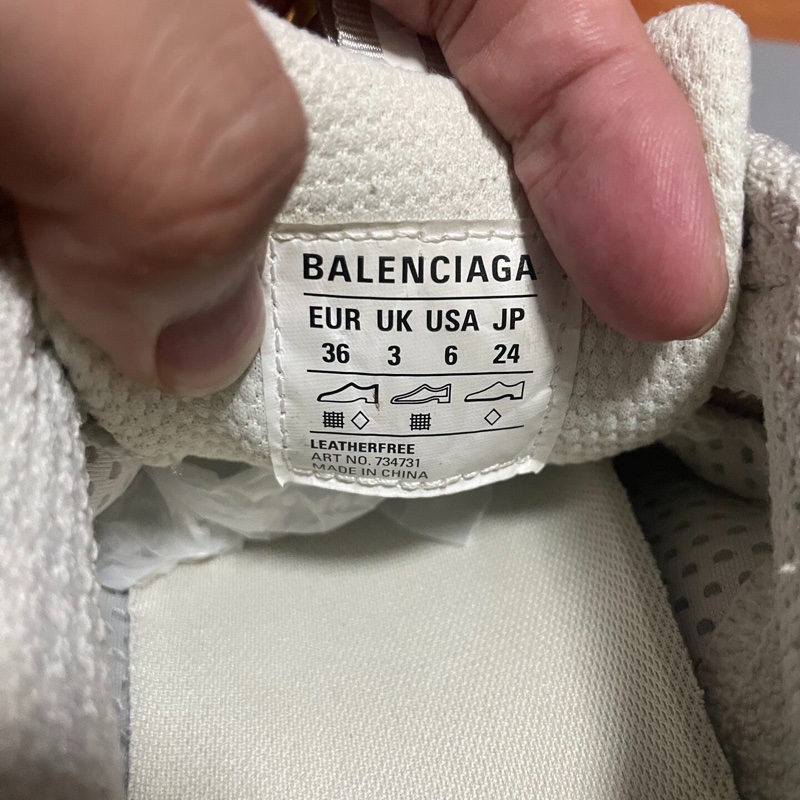 BALENCIAGA
EUR UK USA JP
36 3 6 24
LEATHERFREE
ART NO. 734731
MADE IN CHINA